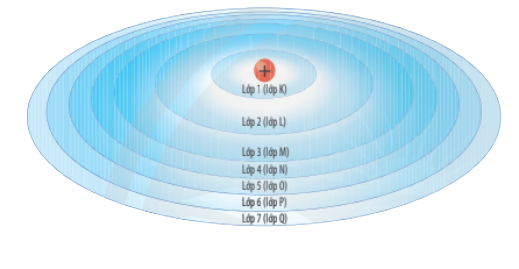 +
Lớp 1 (lớp K)
Lớp 2 (lớp L)
Lớp 3 (lớp M)
Lớp 4 (lớp N)
Lớp 5 (lớp O)
Lớp 6 (lớp P)
Lớp 7 (lớp Q)